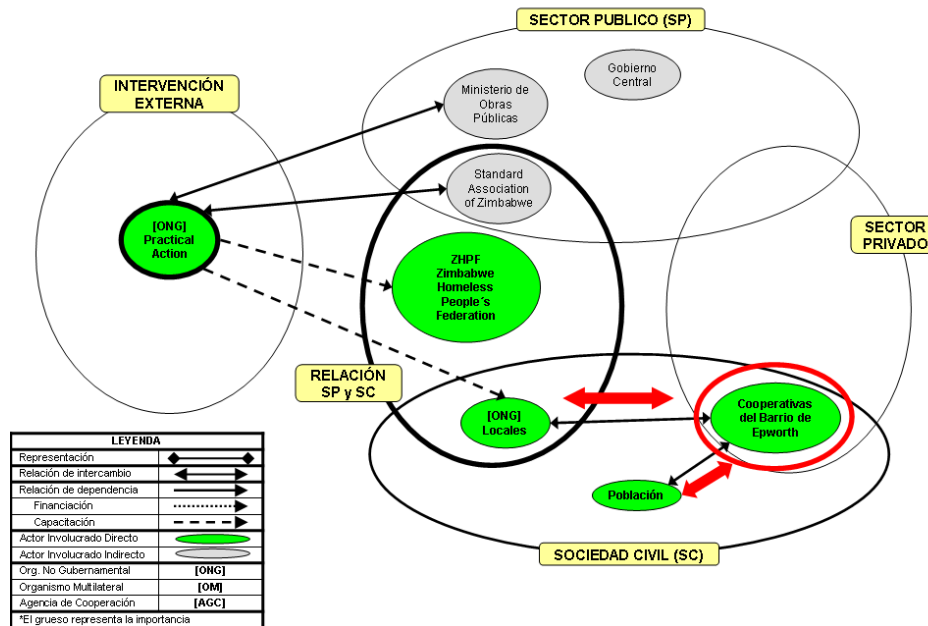 SECTOR PUBLICO (SP)
Gobierno
Central
INTERVENCIÓN
EXTERNA
Ministerio de
Obras
Públicas
Standard
Association
of Zimbabwe
[ONG]
Practical
Action
SECTOR
PRIVADO
ZHPF
Zimbabwe
Homeless
People´s
Federation
RELACIÓN
SP y SC
[ONG]
Locales
Cooperativas
del Barrio de
Epworth
Población
SOCIEDAD CIVIL (SC)
LEYENDA
Representación
Relación de intercambio
Relación de dependencia
Financiación
Capacitación
Actor Involucrado Directo
Actor Involucrado Indirecto
Org. No Gubernamental [ONG]
Organismo Multilateral [OM]
Agencia de Cooperación [AGC]
*El grueso representa la importancia